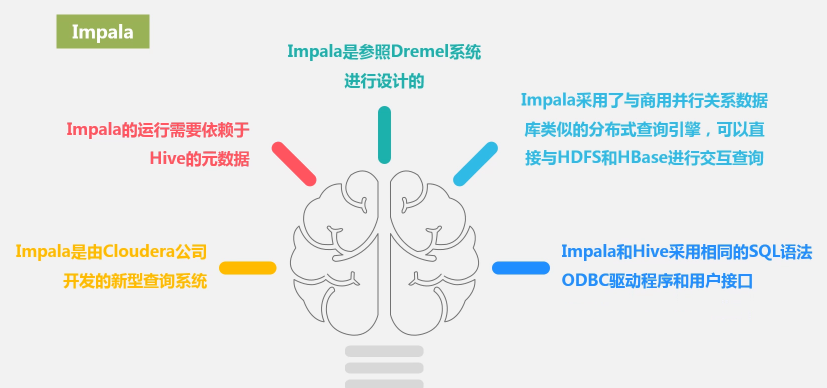 Impala
Impala是参照Dremel系统
进行设计的
Impala的运行需要依赖于
Hive的元数据
Impala采用了与商用并行关系数据
库类似的分布式查询引擎，可以直
接与HDFS和HBase进行交互查询
Impala是由Cloudera公司
开发的新型查询系统
Impala和Hive采用相同的SQL语法
ODBC驱动程序和用户接口